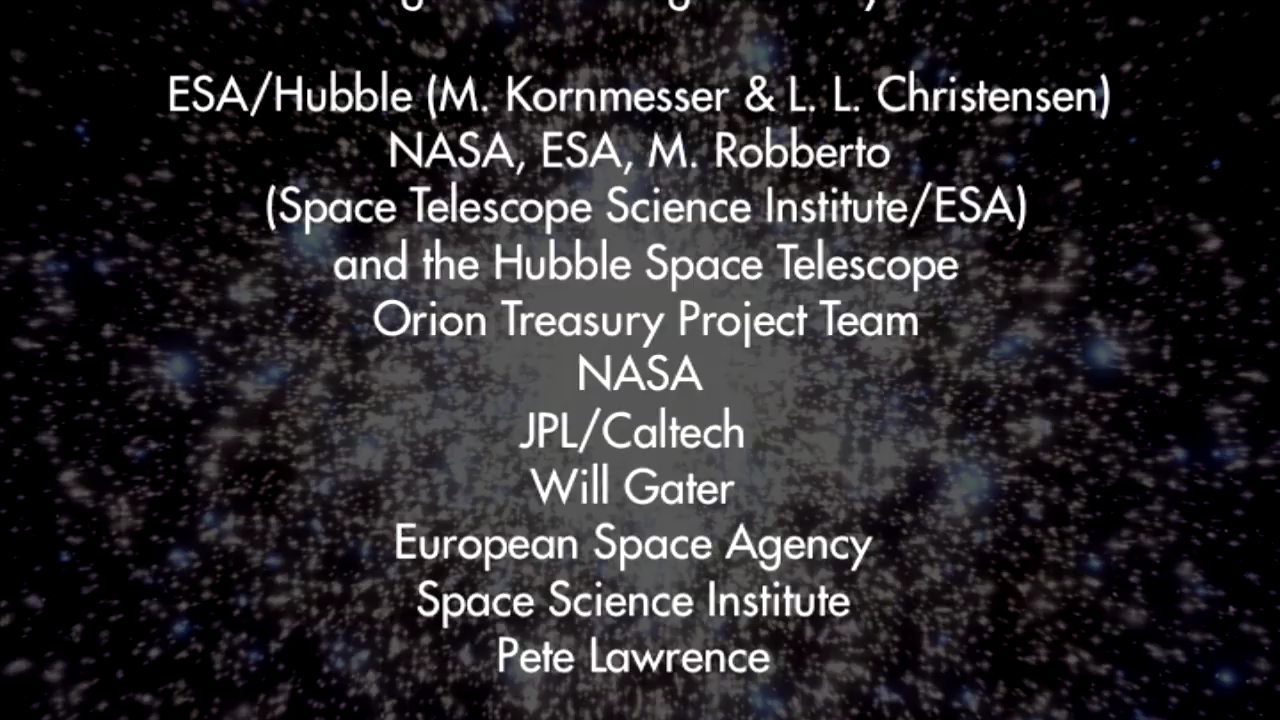 ESA/Hubble (M. Kornmesser & L. L. Christensen)
NASA, ESA, M. Robberto
(Space Telescope Science Institute/ESA)
and the Hubble Space Telescope
Orion Treasury Project Team
NASA
JPL/Caltech
Will Gater
European Space Agency
Space Science Institute
Pete Lawrence